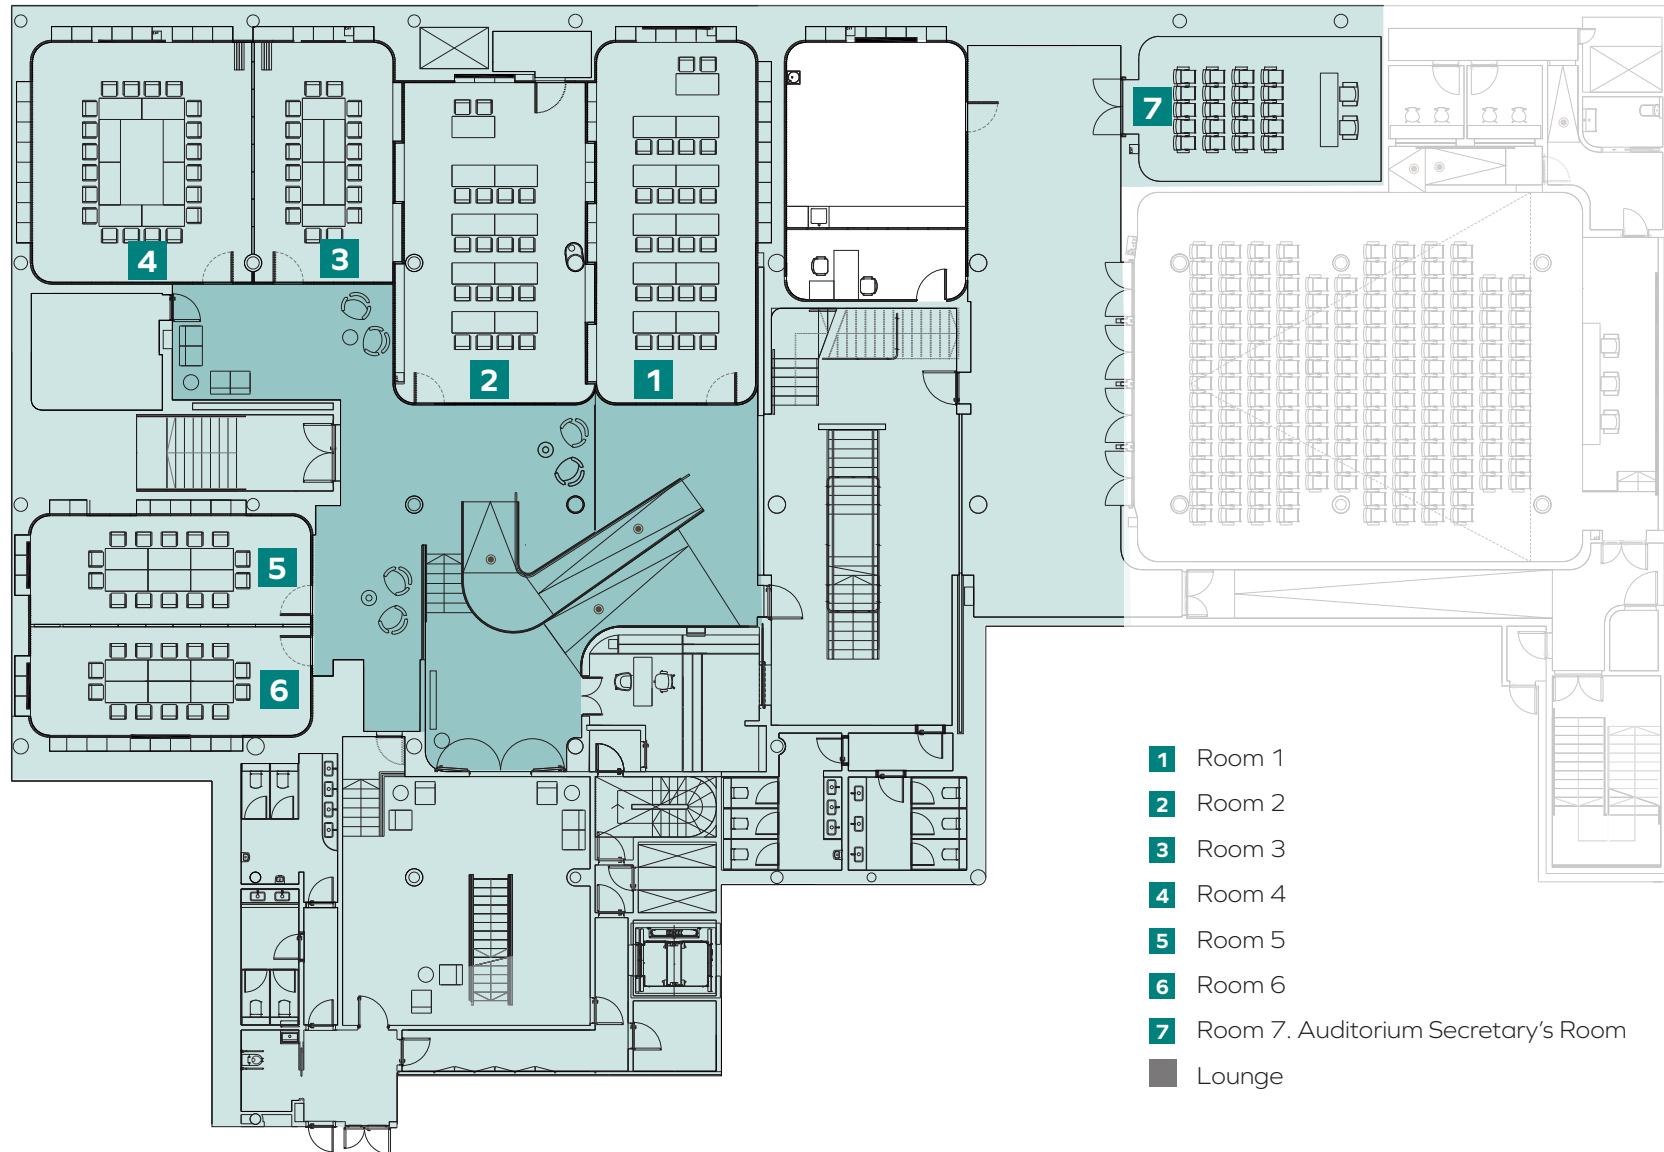 7
4
3
2
1
5
6
1 Room 1
2 Room 2
3 Room 3
4 Room 4
5 Room 5
6 Room 6
7 Room 7. Auditorium Secretary's Room
Lounge